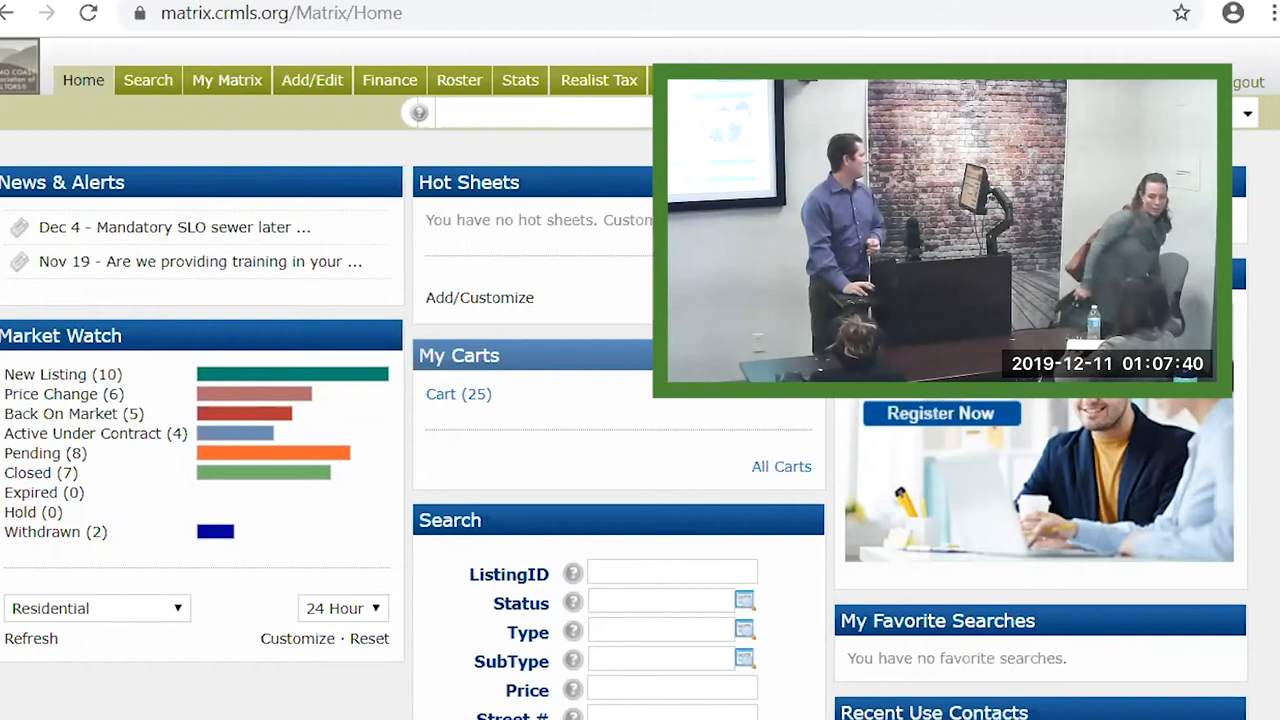 matrix.crmls.org/Matrix/Home
Home Search My Matrix Add/Edit Finance Roster Stats Realist Tax
gout
News & Alerts
Dec 4 - Mandatory SLO sewer later ...
Nov 19 - Are we providing training in your ...
Market Watch
New Listing (10)
Price Change (6)
Back On Market (5)
Active Under Contract (4)
Pending (8)
Closed (7)
Expired (0)
Hold (0)
Withdrawn (2)
Residential 24 Hour
Refresh Customize · Reset
Hot Sheets
You have no hot sheets. Custom
Add/Customize
My Carts
Cart (25)
All Carts
Search
ListingID
Status
Type
SubType
Price
Street #
2019-12-11 01:07:40
Register Now
My Favorite Searches
You have no favorite searches.
Recent Use Contacts